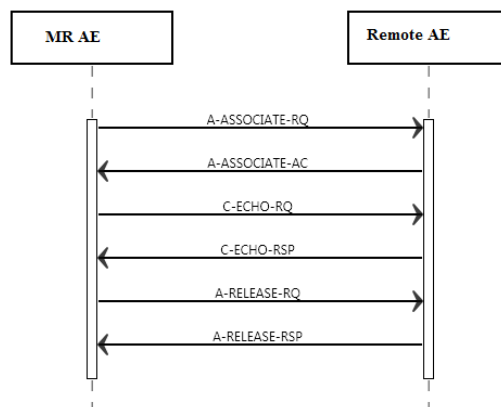 MR AE
Remote AE
A-ASSOCIATE-RQ
A-ASSOCIATE-AC
C-ECHO-RQ
C-ECHO-RSP
A-RELEASE-RQ
A-RELEASE-RSP